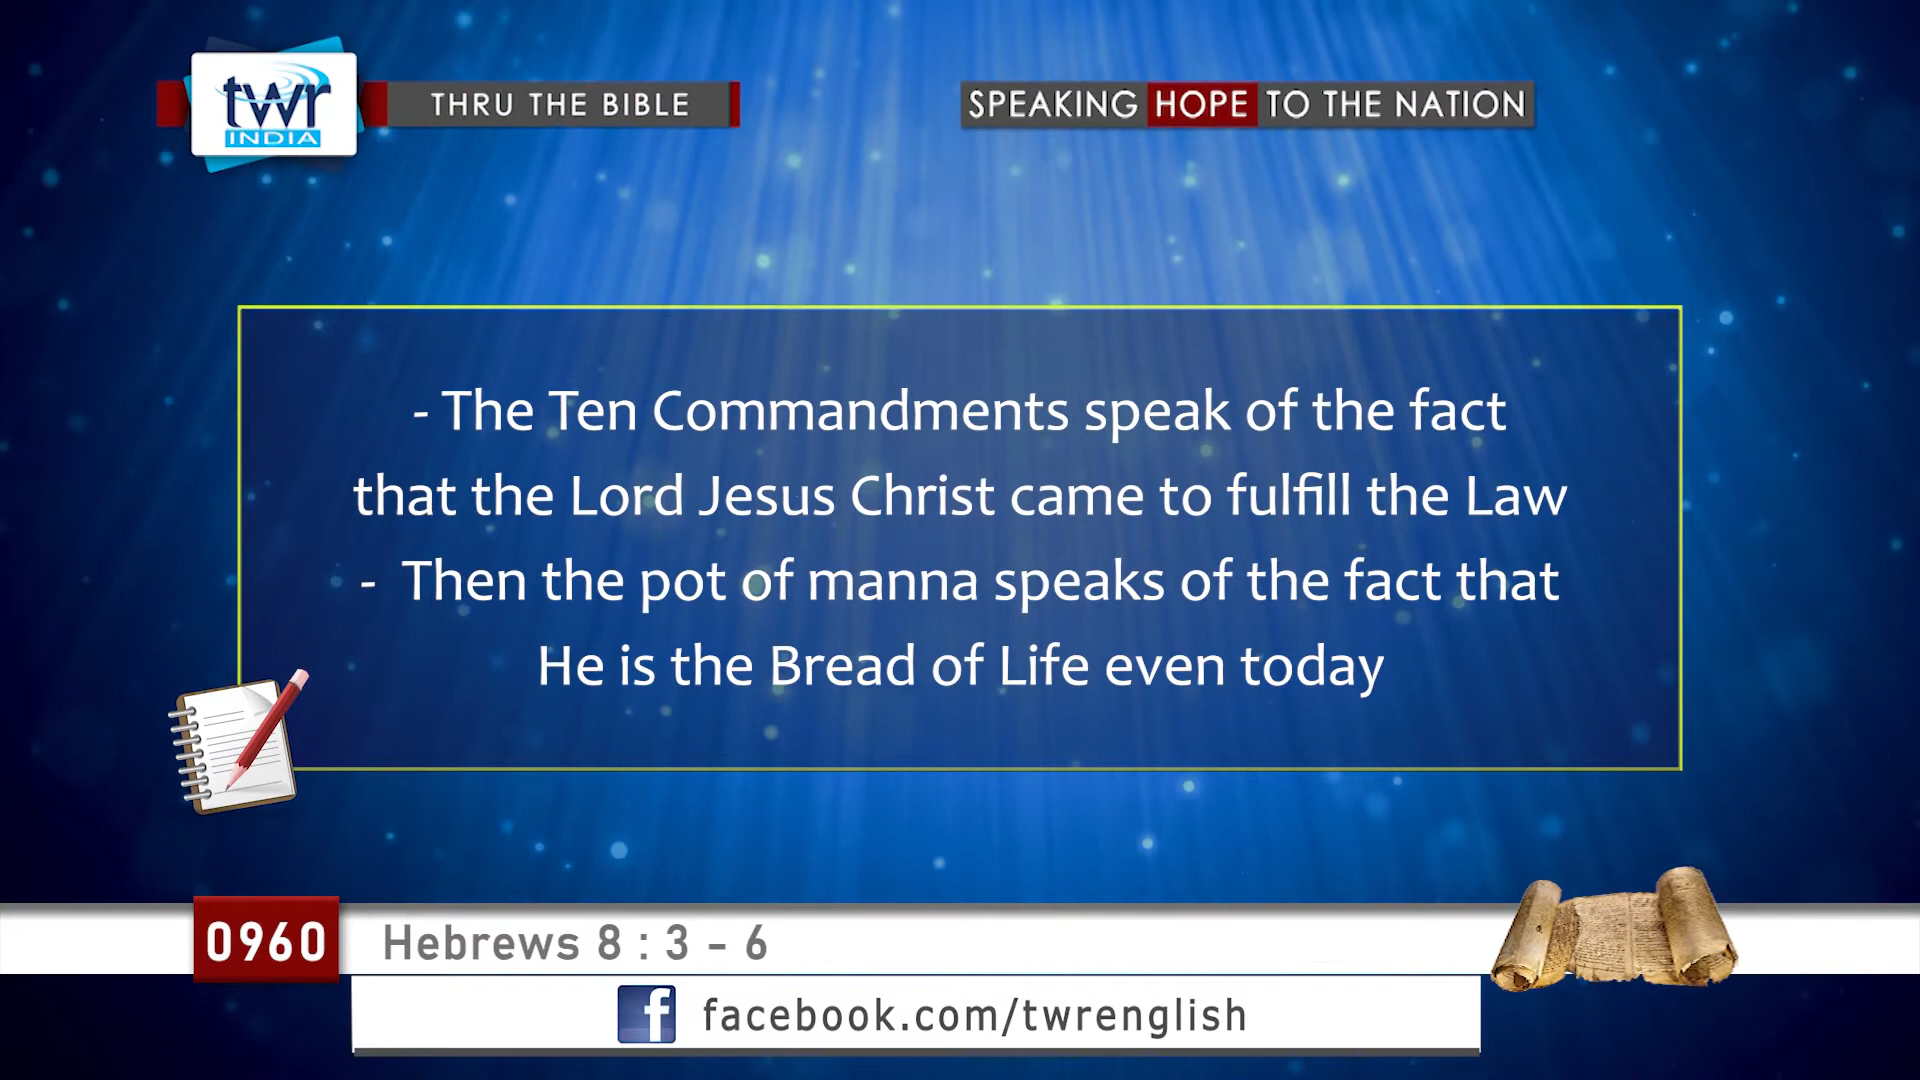 twr
INDIA
THRU THE BIBLE
SPEAKING HOPE TO THE NATION
- The Ten Commandments speak of the fact
that the Lord Jesus Christ came to fulfill the Law
- Then the pot of manna speaks of the fact that
He is the Bread of Life even today
0960
Hebrews 8 : 3 - 6
f
facebook.com/twrenglish